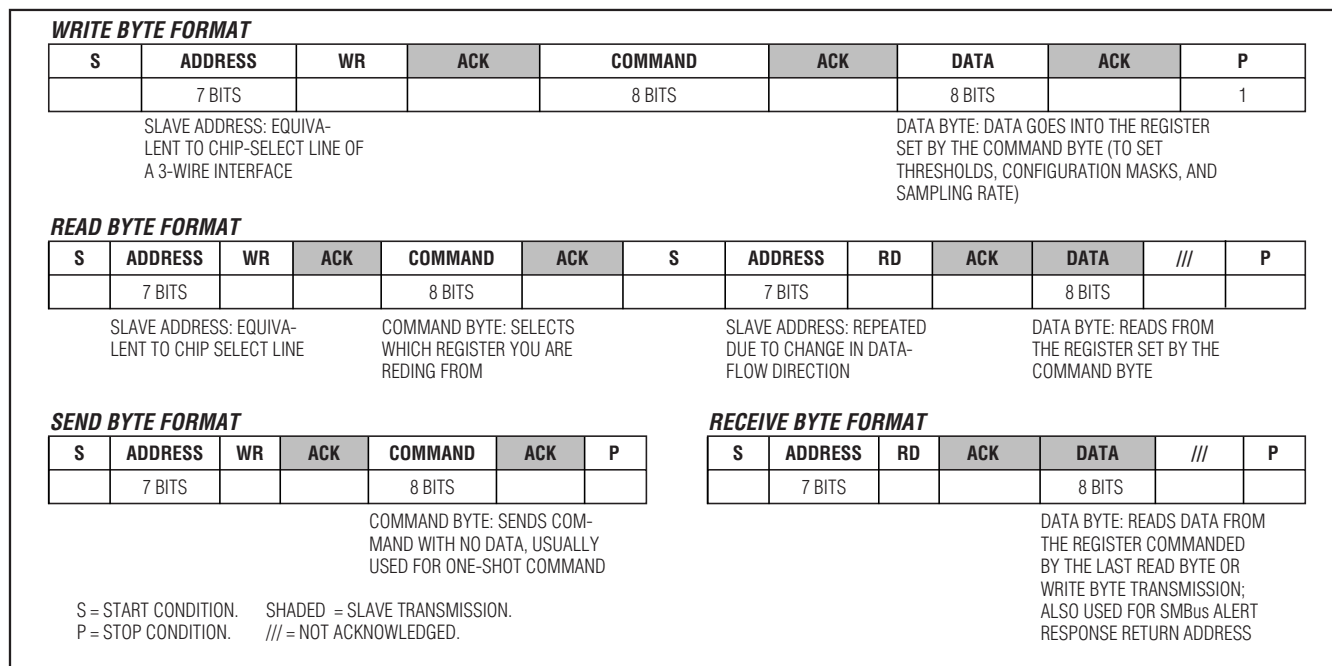 WRITE BYTE FORMAT
S ADDRESS WR ACK COMMAND ACK DATA ACK P
7 BITS 8 BITS 8 BITS 1
SLAVE ADDRESS: EQUIVA-
LENT TO CHIP-SELECT LINE OF
A 3-WIRE INTERFACE
DATA BYTE: DATA GOES INTO THE REGISTER
SET BY THE COMMAND BYTE (TO SET
THRESHOLDS, CONFIGURATION MASKS, AND
SAMPLING RATE)
READ BYTE FORMAT
S ADDRESS WR ACK COMMAND ACK S ADDRESS RD ACK DATA /// P
7 BITS 8 BITS 7 BITS 8 BITS
SLAVE ADDRESS: EQUIVA-
LENT TO CHIP SELECT LINE
COMMAND BYTE: SELECTS
WHICH REGISTER YOU ARE
REDING FROM
SLAVE ADDRESS: REPEATED
DUE TO CHANGE IN DATA-
FLOW DIRECTION
DATA BYTE: READS FROM
THE REGISTER SET BY THE
COMMAND BYTE
SEND BYTE FORMAT
S ADDRESS WR ACK COMMAND ACK P
7 BITS 8 BITS
COMMAND BYTE: SENDS COM-
MAND WITH NO DATA, USUALLY
USED FOR ONE-SHOT COMMAND
RECEIVE BYTE FORMAT
S ADDRESS RD ACK DATA /// P
7 BITS 8 BITS
DATA BYTE: READS DATA FROM
THE REGISTER COMMANDED
BY THE LAST READ BYTE OR
WRITE BYTE TRANSMISSION;
ALSO USED FOR SMBus ALERT
RESPONSE RETURN ADDRESS
S = START CONDITION. SHADED = SLAVE TRANSMISSION.
P = STOP CONDITION. /// = NOT ACKNOWLEDGED.